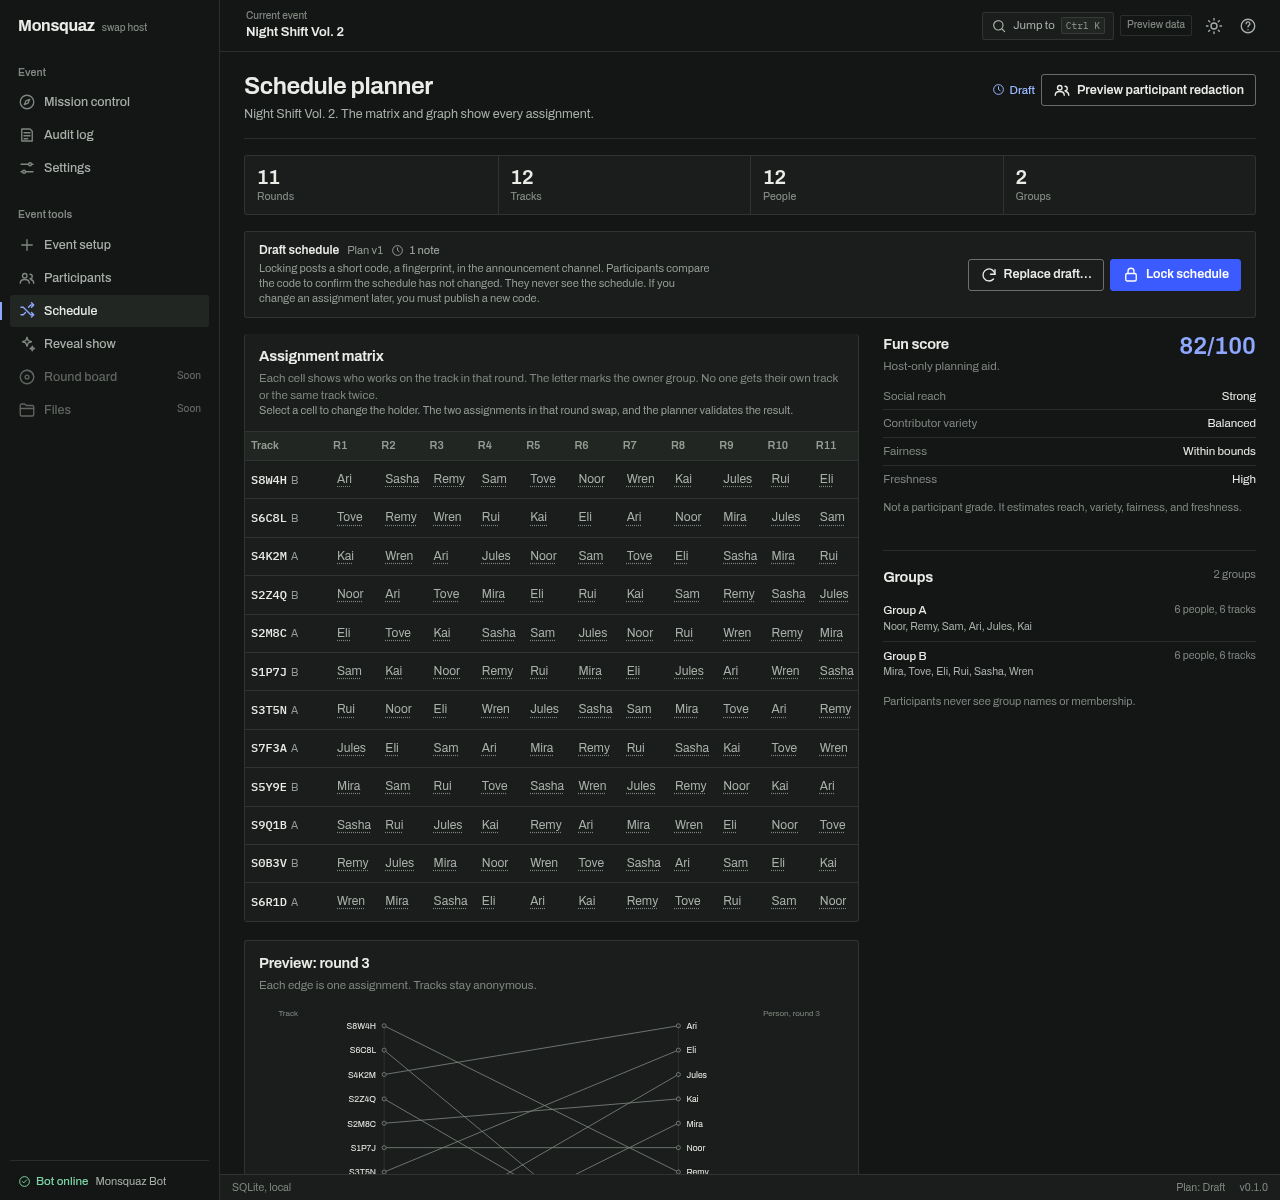 Monsquaz swap host
Event
Mission control
Audit log
Settings
Event tools
Event setup
Participants
Schedule
Reveal show
Round board Soon
Files Soon
Bot online Monsquaz Bot
Current event
Night Shift Vol. 2
Jump to Ctrl K
Preview data
Schedule planner
Night Shift Vol. 2. The matrix and graph show every assignment.
Draft
Preview participant redaction
11
Rounds
12
Tracks
12
People
2
Groups
Draft schedule Plan v1 1 note
Locking posts a short code, a fingerprint, in the announcement channel. Participants compare
the code to confirm the schedule has not changed. They never see the schedule. If you
change an assignment later, you must publish a new code.
Replace draft...
Lock schedule
Assignment matrix
Each cell shows who works on the track in that round. The letter marks the owner group. No one gets their own track
or the same track twice.
Select a cell to change the holder. The two assignments in that round swap, and the planner validates the result.
Track R1 R2 R3 R4 R5 R6 R7 R8 R9 R10 R11
S8W4H B Ari Sasha Remy Sam Tove Noor Wren Kai Jules Rui Eli
S6C8L B Tove Remy Wren Rui Kai Eli Ari Noor Mira Jules Sam
S4K2M A Kai Wren Ari Jules Noor Sam Tove Eli Sasha Mira Rui
S2Z4Q B Noor Ari Tove Mira Eli Rui Kai Sam Remy Sasha Jules
S2M8C A Eli Tove Kai Sasha Sam Jules Noor Rui Wren Remy Mira
S1P7J B Sam Kai Noor Remy Rui Mira Eli Jules Ari Wren Sasha
S3T5N A Rui Noor Eli Wren Jules Sasha Sam Mira Tove Ari Remy
S7F3A A Jules Eli Sam Ari Mira Remy Rui Sasha Kai Tove Wren
S5Y9E B Mira Sam Rui Tove Sasha Wren Jules Remy Noor Kai Ari
S9Q1B A Sasha Rui Jules Kai Remy Ari Mira Wren Eli Noor Tove
S0B3V B Remy Jules Mira Noor Wren Tove Sasha Ari Sam Eli Kai
S6R1D A Wren Mira Sasha Eli Ari Kai Remy Tove Rui Sam Noor
Fun score 82/100
Host-only planning aid.
Social reach Strong
Contributor variety Balanced
Fairness Within bounds
Freshness High
Not a participant grade. It estimates reach, variety, fairness, and freshness.
Groups 2 groups
Group A 6 people, 6 tracks
Noor, Remy, Sam, Ari, Jules, Kai
Group B 6 people, 6 tracks
Mira, Tove, Eli, Rui, Sasha, Wren
Participants never see group names or membership.
Preview: round 3
Each edge is one assignment. Tracks stay anonymous.
Track Person, round 3
S8W4H Ari
S6C8L Eli
S4K2M Jules
S2Z4Q Kai
S2M8C Mira
S1P7J Noor
S3T5N Remy
SQLite, local
Plan: Draft v0.1.0